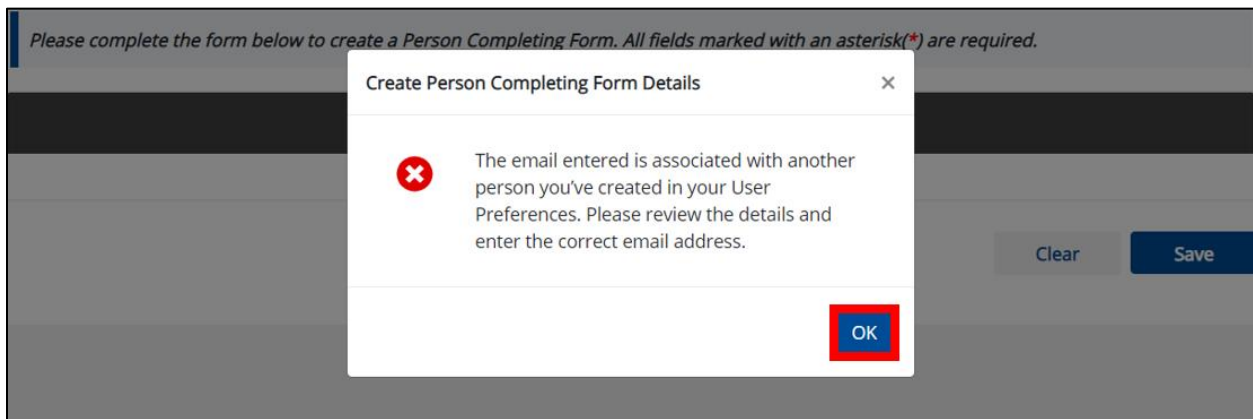 Please complete the form below to create a Person Completing Form. All fields marked with an asterisk(*) are required.
Create Person Completing Form Details ×
The email entered is associated with another
person you’ve created in your User
Preferences. Please review the details and
enter the correct email address.
Clear Save
OK